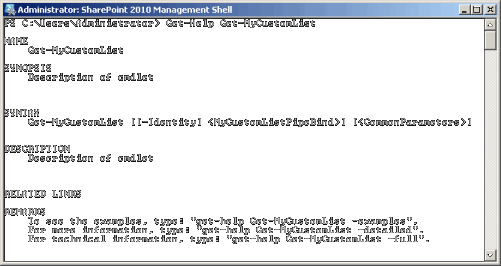 Administrator: SharePoint 2010 Management Shell
PS C:\Users\Administrator> Get-Help Get-MyCustomList
NAME
Get-MyCustomList
SYNOPSIS
Description of cmdlet
SYNTAX
Get-MyCustomList [[-Identity] <MyCustomListPipeBind>] [<CommonParameters>]
DESCRIPTION
Description of cmdlet
RELATED LINKS
REMARKS
To see the examples, type: "get-help Get-MyCustomList -examples".
For more information, type: "get-help Get-MyCustomList -detailed".
For technical information, type: "get-help Get-MyCustomList -full".